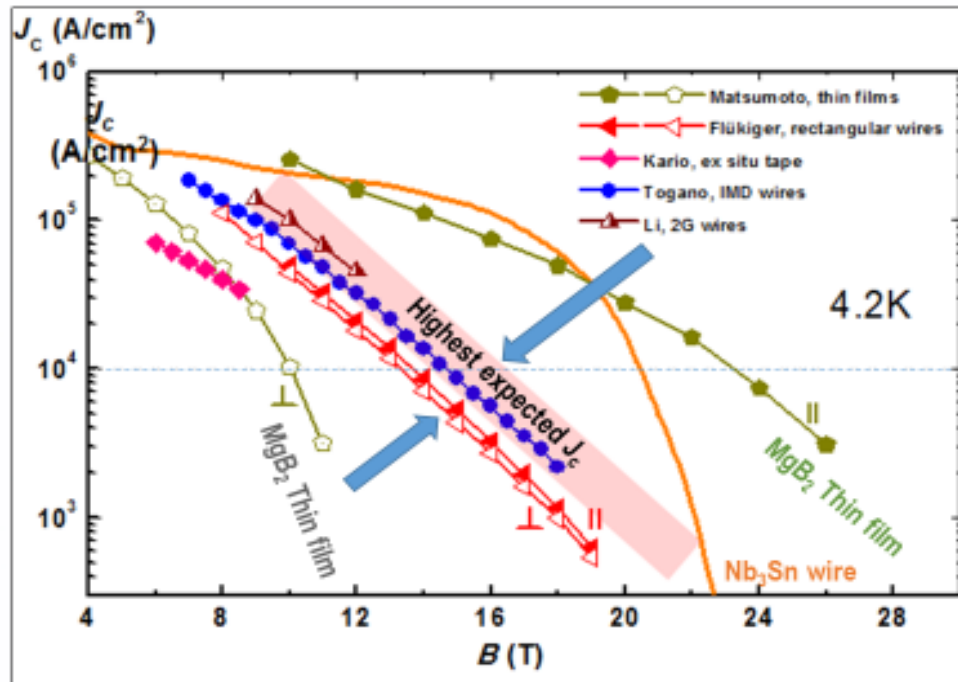 J_c (A/cm²)
10⁶
J_c
(A/cm²)
10⁵
10⁴
10³
Matsumoto, thin films
Flükiger, rectangular wires
Kario, ex situ tape
Togano, IMD wires
Li, 2G wires
4.2K
Highest expected J_c
⊥
MgB₂ Thin film
⊥
||
||
MgB₂ Thin film
Nb₃Sn wire
4 8 12 16 20 24 28
B (T)